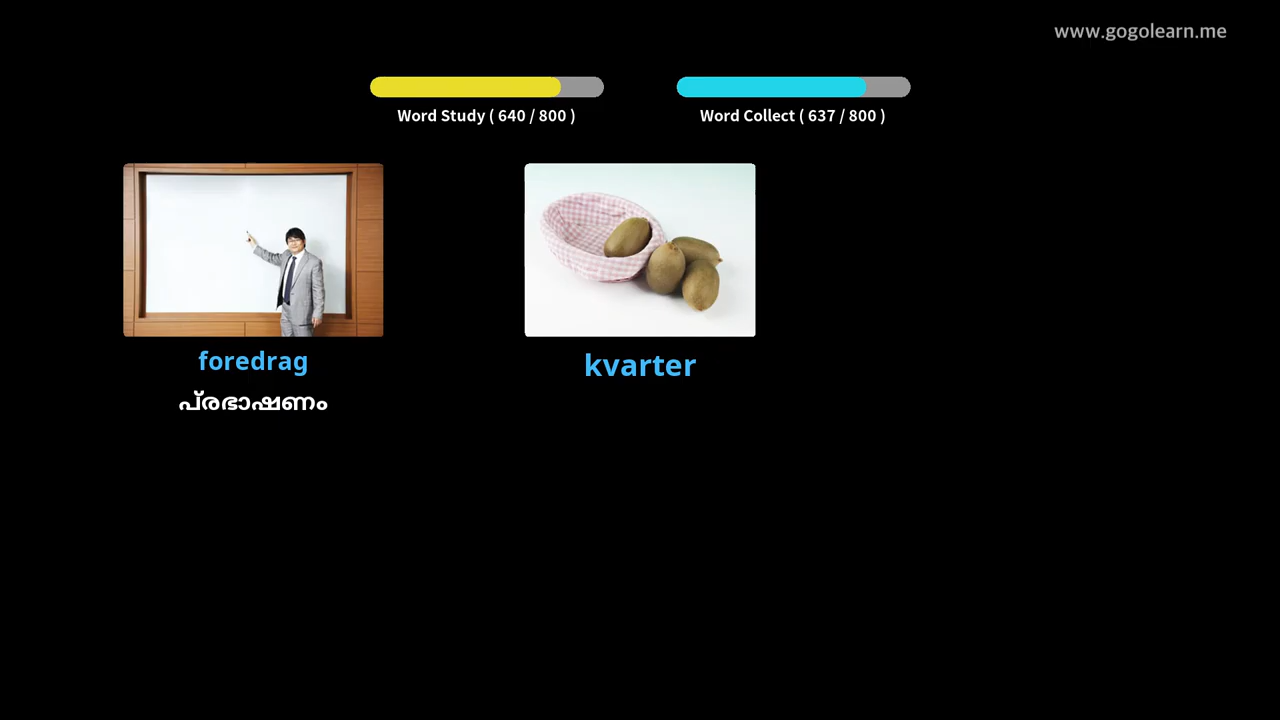 www.gogolearn.me
Word Study ( 640 / 800 )
Word Collect ( 637 / 800 )
foredrag
kvarter
പ്രഭാഷണം